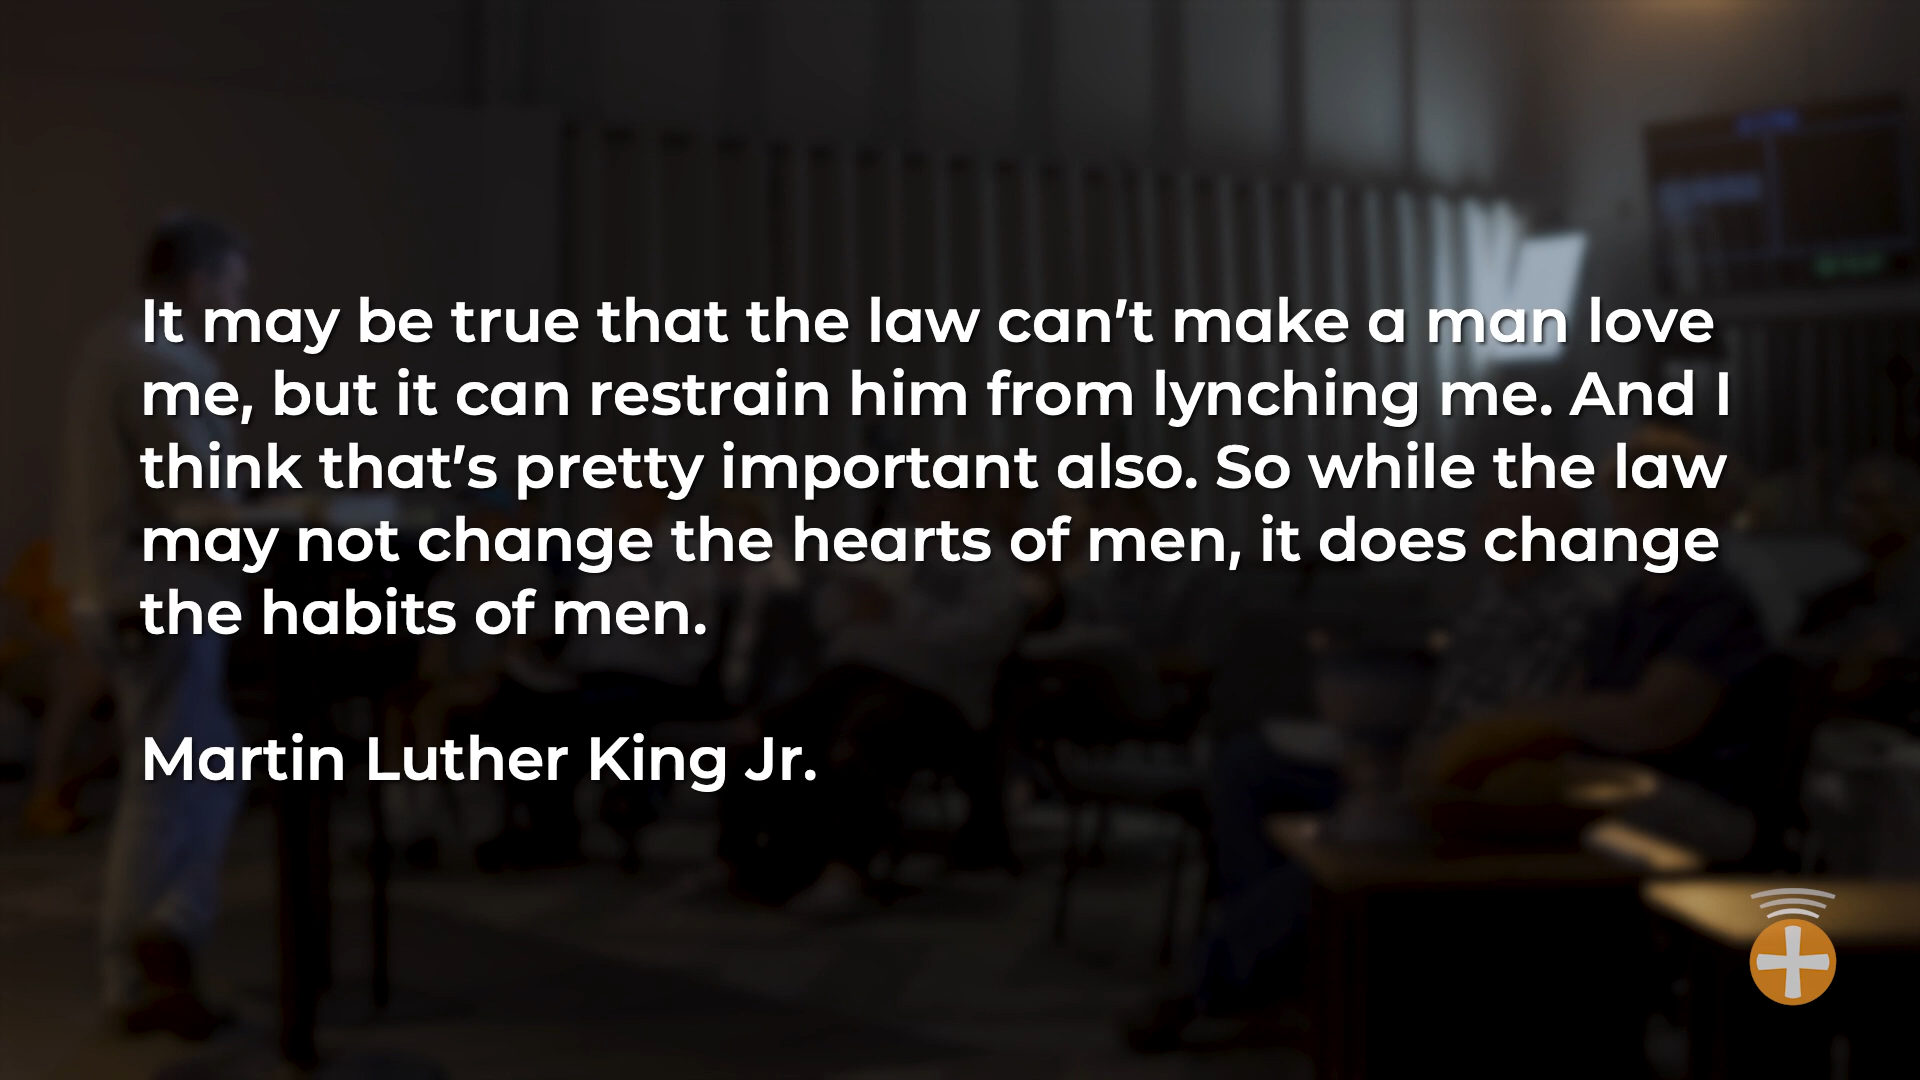 It may be true that the law can’t make a man love
me, but it can restrain him from lynching me. And I
think that’s pretty important also. So while the law
may not change the hearts of men, it does change
the habits of men.
Martin Luther King Jr.